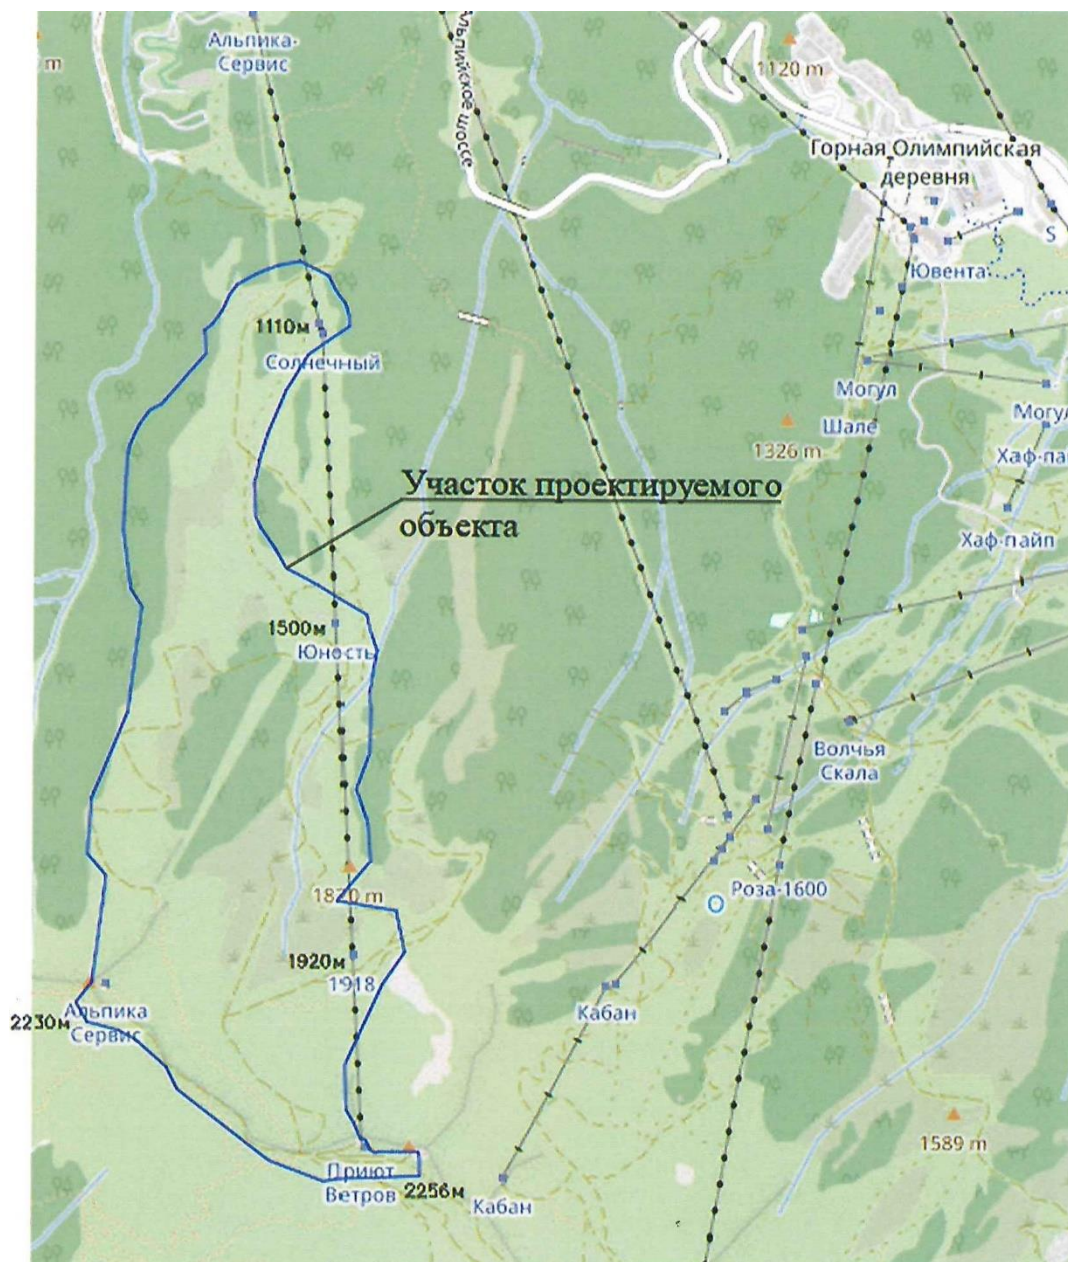 Альпика-
Сервис
m
Альпийское шоссе
1120 m
Горная Олимпийская
деревня
S
Ювента
1110м
Солнечный
Могул
Могул
Шале
1326 m
Хаф-пай
Хаф-пайп
Участок проектируемого
объекта
1500м
Юность
Волчья
Скала
1820 m
Роза-1600
1920м
1918
Кабан
Альпика
Сервис
2230м
1589 m
Приют
Ветров
2256м
Кабан